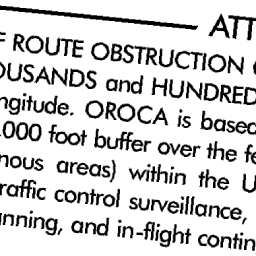 ATT
F ROUTE OBSTRUCTION
OUSANDS and HUNDRED
ngitude. OROCA is based
,000 foot buffer over the fe
nous areas) within the U
raffic control surveillance,
anning, and in-flight contin